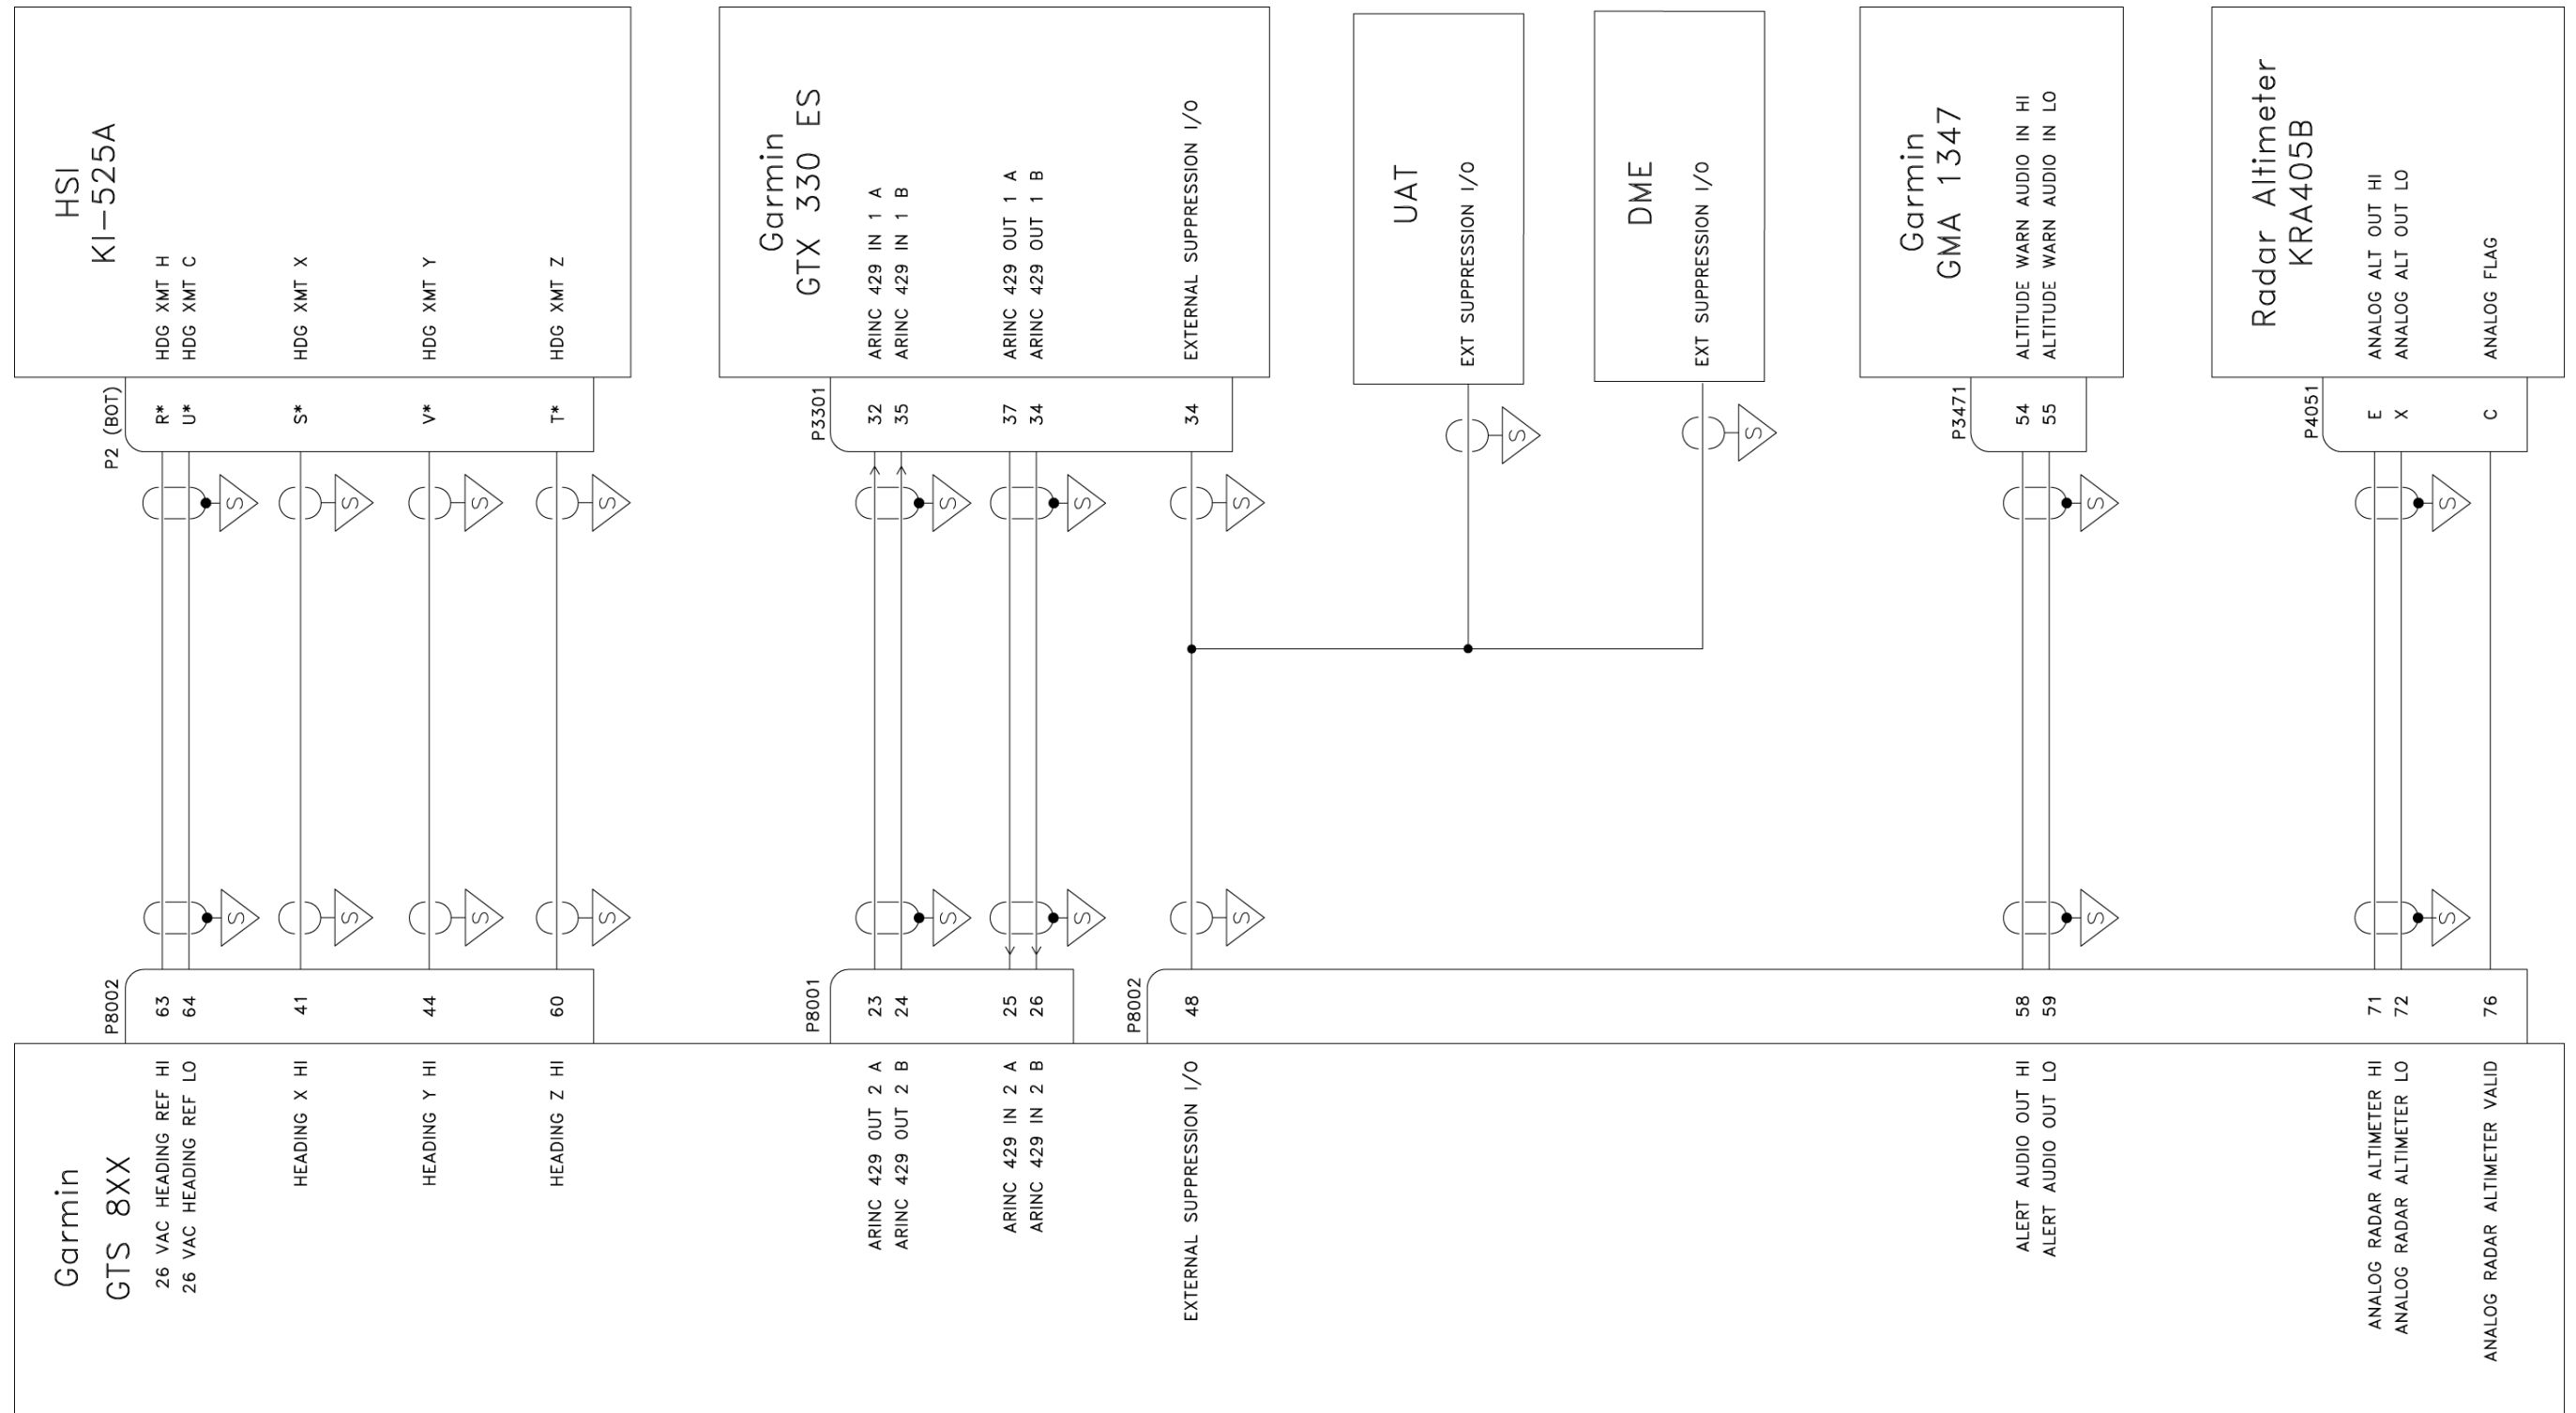 HSI
KI-525A
HDG XMT H
HDG XMT C
HDG XMT X
HDG XMT Y
HDG XMT Z
P2 (BOT)
R*
U*
S*
V*
T*
S
S
S
S
S
S
S
S
P8002
63
64
41
44
60
Garmin
GTS 8XX
26 VAC HEADING REF HI
26 VAC HEADING REF LO
HEADING X HI
HEADING Y HI
HEADING Z HI
Garmin
GTX 330 ES
ARINC 429 IN 1 A
ARINC 429 IN 1 B
ARINC 429 OUT 1 A
ARINC 429 OUT 1 B
EXTERNAL SUPPRESSION I/O
P3301
32
35
37
34
34
S
S
S
S
S
S
P8001
23
24
25
26
ARINC 429 OUT 2 A
ARINC 429 OUT 2 B
ARINC 429 IN 2 A
ARINC 429 IN 2 B
P8002
48
EXTERNAL SUPPRESSION I/O
UAT
EXT SUPPRESSION I/O
S
DME
EXT SUPPRESSION I/O
S
Garmin
GMA 1347
ALTITUDE WARN AUDIO IN HI
ALTITUDE WARN AUDIO IN LO
P3471
54
55
S
S
58
59
ALERT AUDIO OUT HI
ALERT AUDIO OUT LO
Radar Altimeter
KRA405B
ANALOG ALT OUT HI
ANALOG ALT OUT LO
ANALOG FLAG
P4051
E
X
C
S
S
71
72
76
ANALOG RADAR ALTIMETER HI
ANALOG RADAR ALTIMETER LO
ANALOG RADAR ALTIMETER VALID